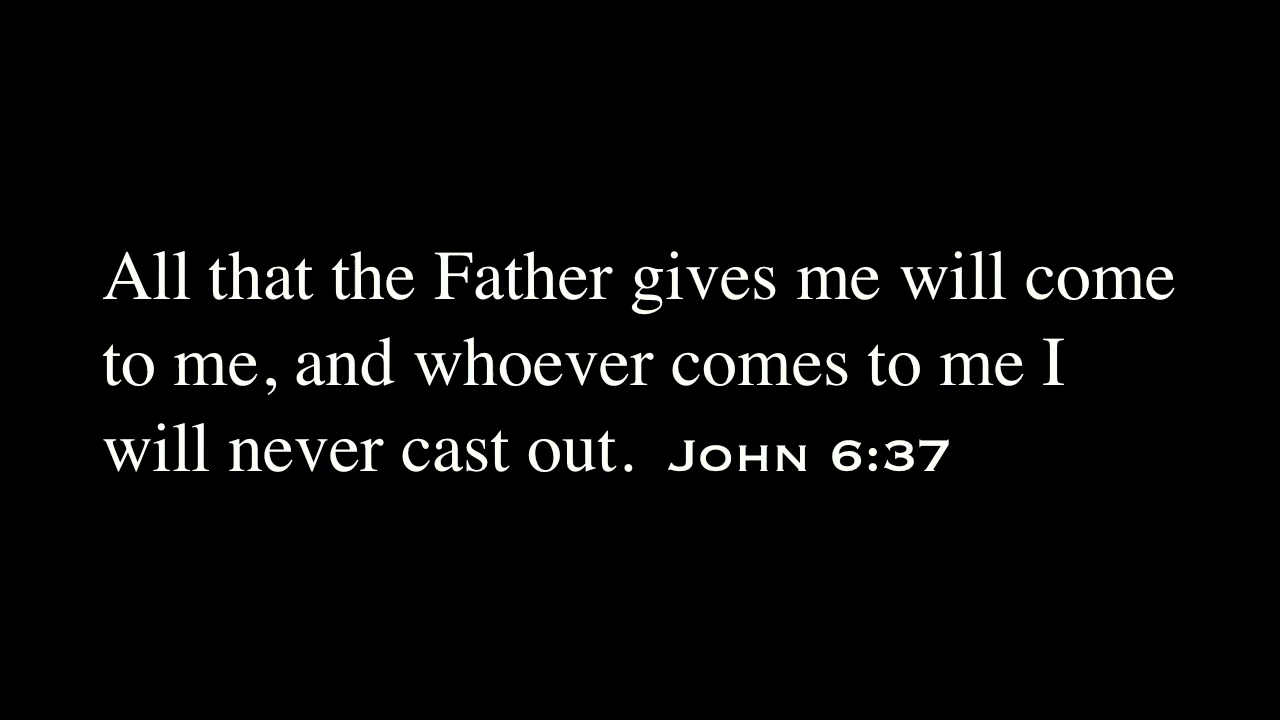 All that the Father gives me will come
to me, and whoever comes to me I
will never cast out. John 6:37